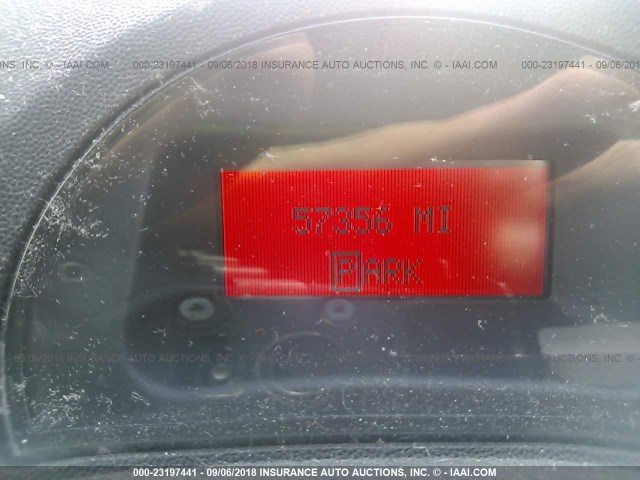 000-23197441 - 09/06/2018 INSURANCE AUTO AUCTIONS, INC. © - IAAI.COM
57356 MI
PARK
000-23197441 - 09/06/2018 INSURANCE AUTO AUCTIONS, INC. © - IAAI.COM